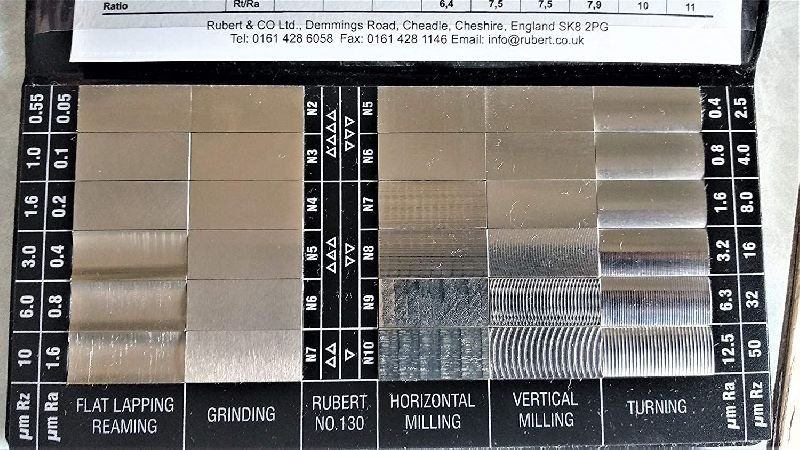 Ratio Rt/Ra 6,4 7,5 7,5 7,9 10 11
Rubert & CO Ltd., Demmings Road, Cheadle, Cheshire, England SK8 2PG
Tel: 0161 428 6058 Fax: 0161 428 1146 Email: info@rubert.co.uk
0.55 0.05 N2 N5 0.4 2.5
1.0 0.1 N3 N6 0.8 4.0
1.6 0.2 N4 N7 1.6 8.0
3.0 0.4 N5 N8 3.2 16
6.0 0.8 N6 N9 6.3 32
10 1.6 N7 N10 12.5 50
µm Rz µm Ra FLAT LAPPING REAMING GRINDING RUBERT NO.130 HORIZONTAL MILLING VERTICAL MILLING TURNING µm Ra µm Rz